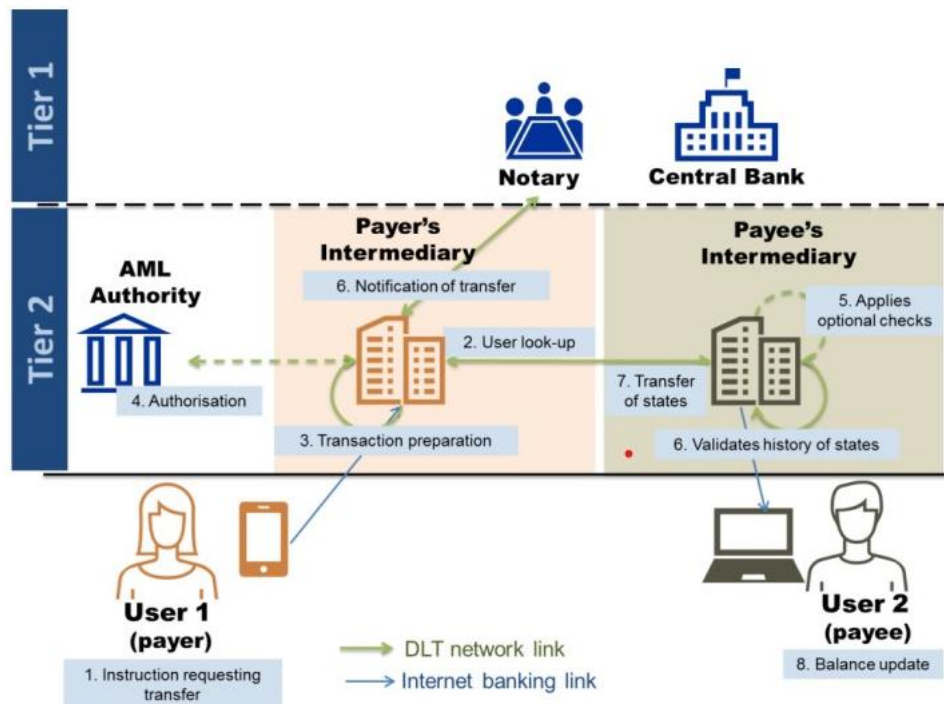 Tier 1
Notary
Central Bank
Tier 2
AML
Authority
Payer's
Intermediary
Payee's
Intermediary
6. Notification of transfer
5. Applies
optional checks
2. User look-up
4. Authorisation
7. Transfer
of states
3. Transaction preparation
6. Validates history of states
User 1
(payer)
1. Instruction requesting
transfer
DLT network link
Internet banking link
User 2
(payee)
8. Balance update